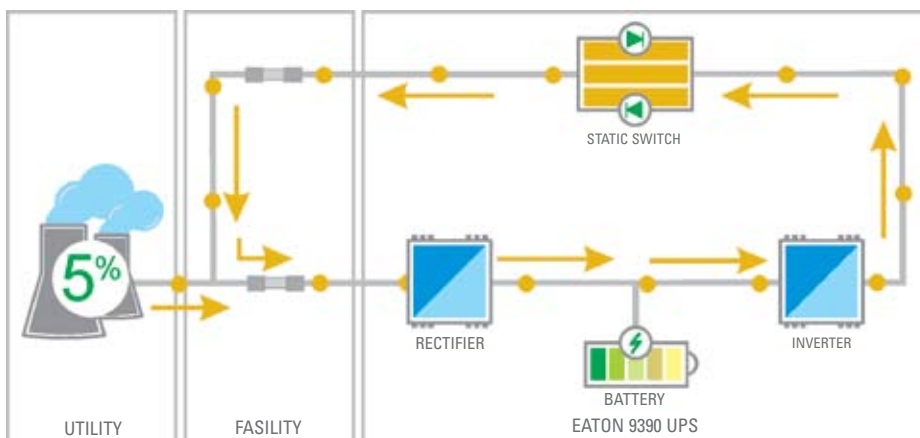 STATIC SWITCH
5%
RECTIFIER
INVERTER
BATTERY
UTILITY
FASILITY
EATON 9390 UPS